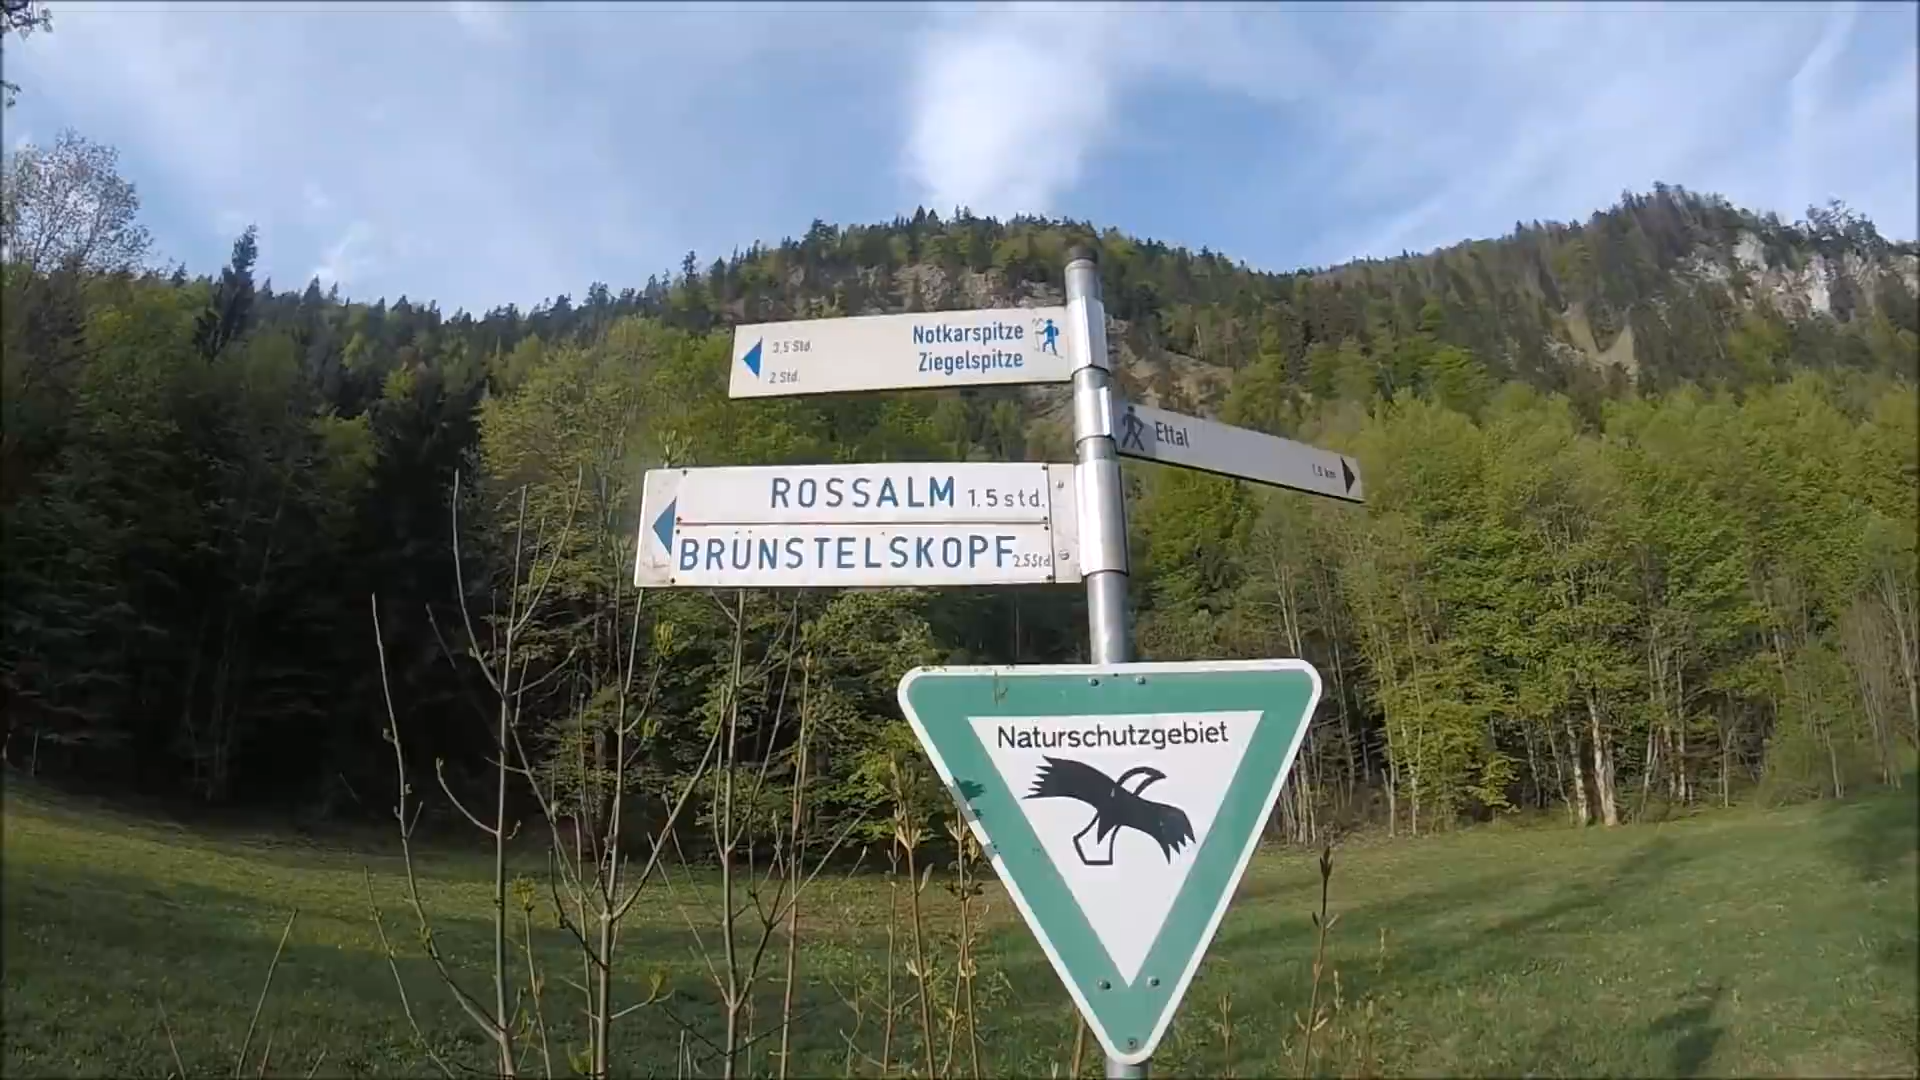 3,5 Std. Notkarspitze
2 Std. Ziegelspitze
Ettal
1,5 km
ROSSALM 1.5 std.
BRÜNSTELSKOPF 2.5 Std.
Naturschutzgebiet